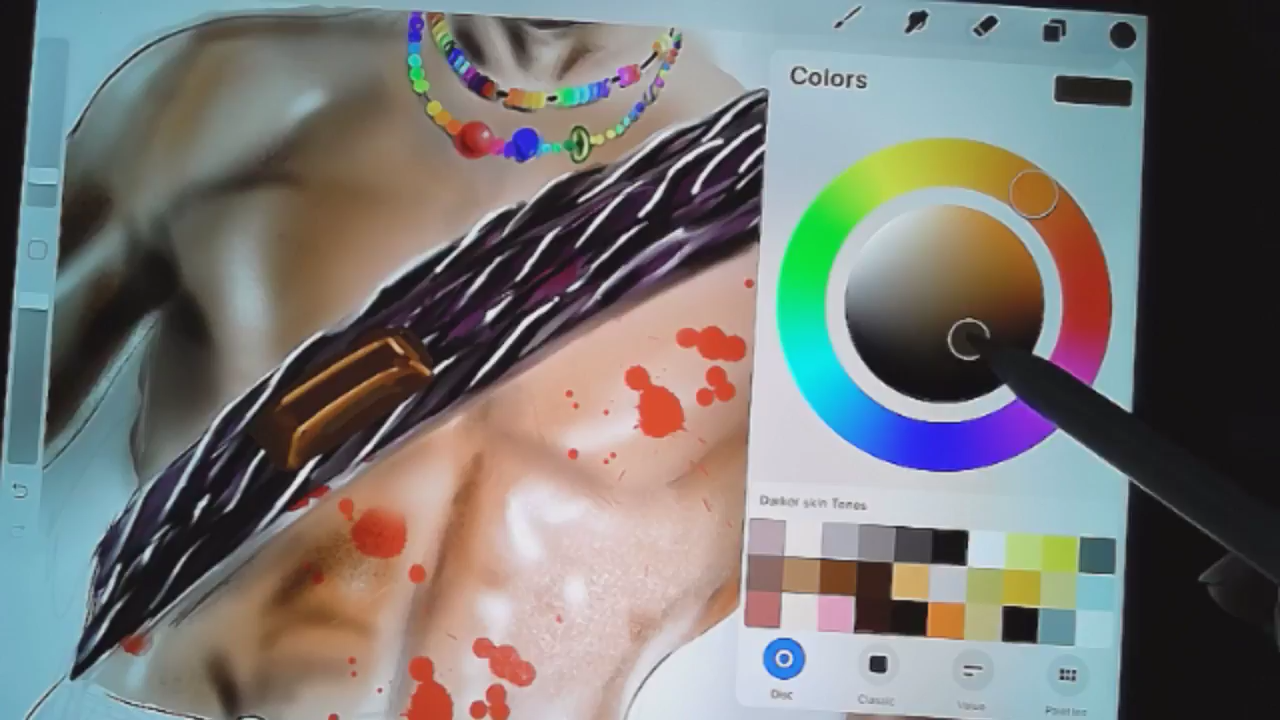 Colors
Darker skin Tones
Disc
Classic
Value
Palettes